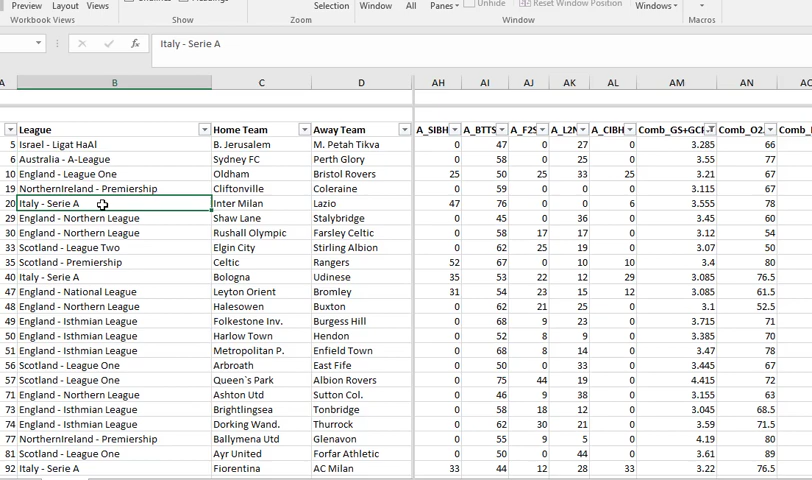 Preview Layout Views Selection Window All Panes Unhide Reset Window Position Windows
Workbook Views Show Zoom Window Macros
fx Italy - Serie A
A B C D AH AI AJ AK AL AM AN
League Home Team Away Team A_SIBH A_BTTS A_F2S A_L2N A_CIBH Comb_GS+GCF Comb_O2.
5 Israel - Ligat HaAl B. Jerusalem M. Petah Tikva 0 47 0 27 0 3.285 66
6 Australia - A-League Sydney FC Perth Glory 0 58 0 25 0 3.55 77
10 England - League One Oldham Bristol Rovers 25 50 25 33 25 3.21 67
19 NorthernIreland - Premiership Cliftonville Coleraine 0 59 0 0 0 3.115 67
20 Italy - Serie A Inter Milan Lazio 47 76 0 0 6 3.555 78
29 England - Northern League Shaw Lane Stalybridge 0 45 0 36 0 3.45 60
30 England - Northern League Rushall Olympic Farsley Celtic 0 58 17 17 0 3.12 54
33 Scotland - League Two Elgin City Stirling Albion 0 62 25 19 0 3.07 50
35 Scotland - Premiership Celtic Rangers 52 67 0 10 10 3.4 80
40 Italy - Serie A Bologna Udinese 35 53 22 12 29 3.085 76.5
47 England - National League Leyton Orient Bromley 31 54 23 15 12 3.085 61.5
48 England - Northern League Halesowen Buxton 0 62 21 25 0 3.1 52.5
49 England - Isthmian League Folkestone Inv. Burgess Hill 0 68 9 23 0 3.715 71
50 England - Isthmian League Harlow Town Hendon 0 52 8 9 0 3.385 70
51 England - Isthmian League Metropolitan P. Enfield Town 0 68 8 14 0 3.47 78
56 Scotland - League One Arbroath East Fife 0 50 0 33 0 3.445 67
57 Scotland - League One Queen`s Park Albion Rovers 0 75 44 19 0 4.415 72
71 England - Northern League Ashton Utd Sutton Col. 0 46 9 38 0 3.155 63
73 England - Isthmian League Brightlingsea Tonbridge 0 58 18 12 0 3.045 68.5
74 England - Isthmian League Dorking Wand. Thurrock 0 62 30 21 0 3.59 71.5
77 NorthernIreland - Premiership Ballymena Utd Glenavon 0 55 9 5 0 4.19 80
81 Scotland - League One Ayr United Forfar Athletic 0 50 0 44 0 3.61 89
92 Italy - Serie A Fiorentina AC Milan 33 44 12 28 33 3.22 76.5